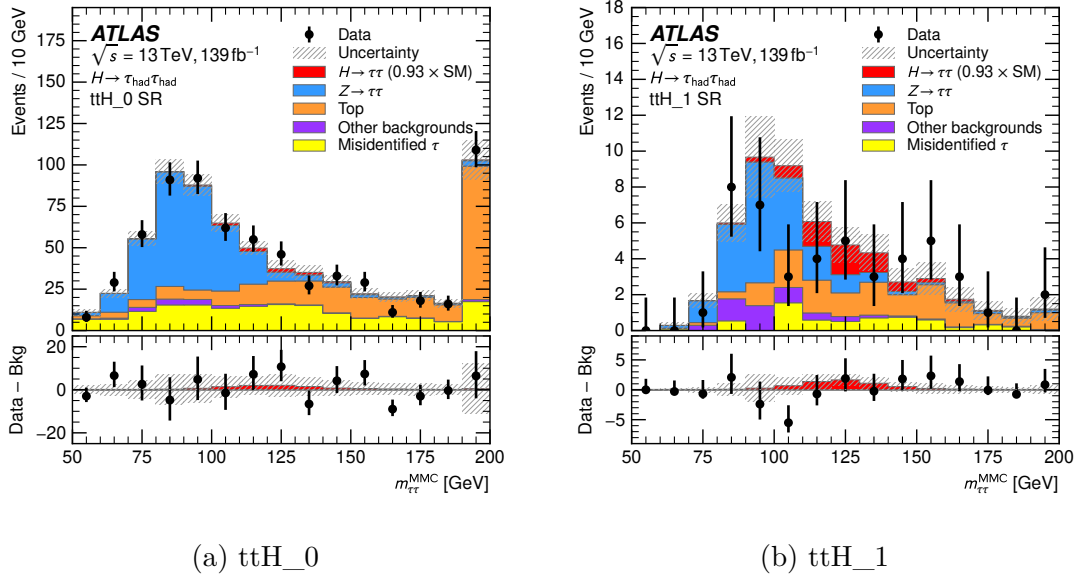 ATLAS
√s = 13 TeV, 139 fb⁻¹
H → τhadτhad
ttH_0 SR
Data
Uncertainty
H → ττ (0.93 × SM)
Z → ττ
Top
Other backgrounds
Misidentified τ
Events / 10 GeV
175
150
125
100
75
50
25
0
Data − Bkg
20
0
−20
50 75 100 125 150 175 200
mττMMC [GeV]
(a) ttH_0
ATLAS
√s = 13 TeV, 139 fb⁻¹
H → τhadτhad
ttH_1 SR
Data
Uncertainty
H → ττ (0.93 × SM)
Z → ττ
Top
Other backgrounds
Misidentified τ
Events / 10 GeV
18
16
14
12
10
8
6
4
2
0
Data − Bkg
5
0
−5
50 75 100 125 150 175 200
mττMMC [GeV]
(b) ttH_1